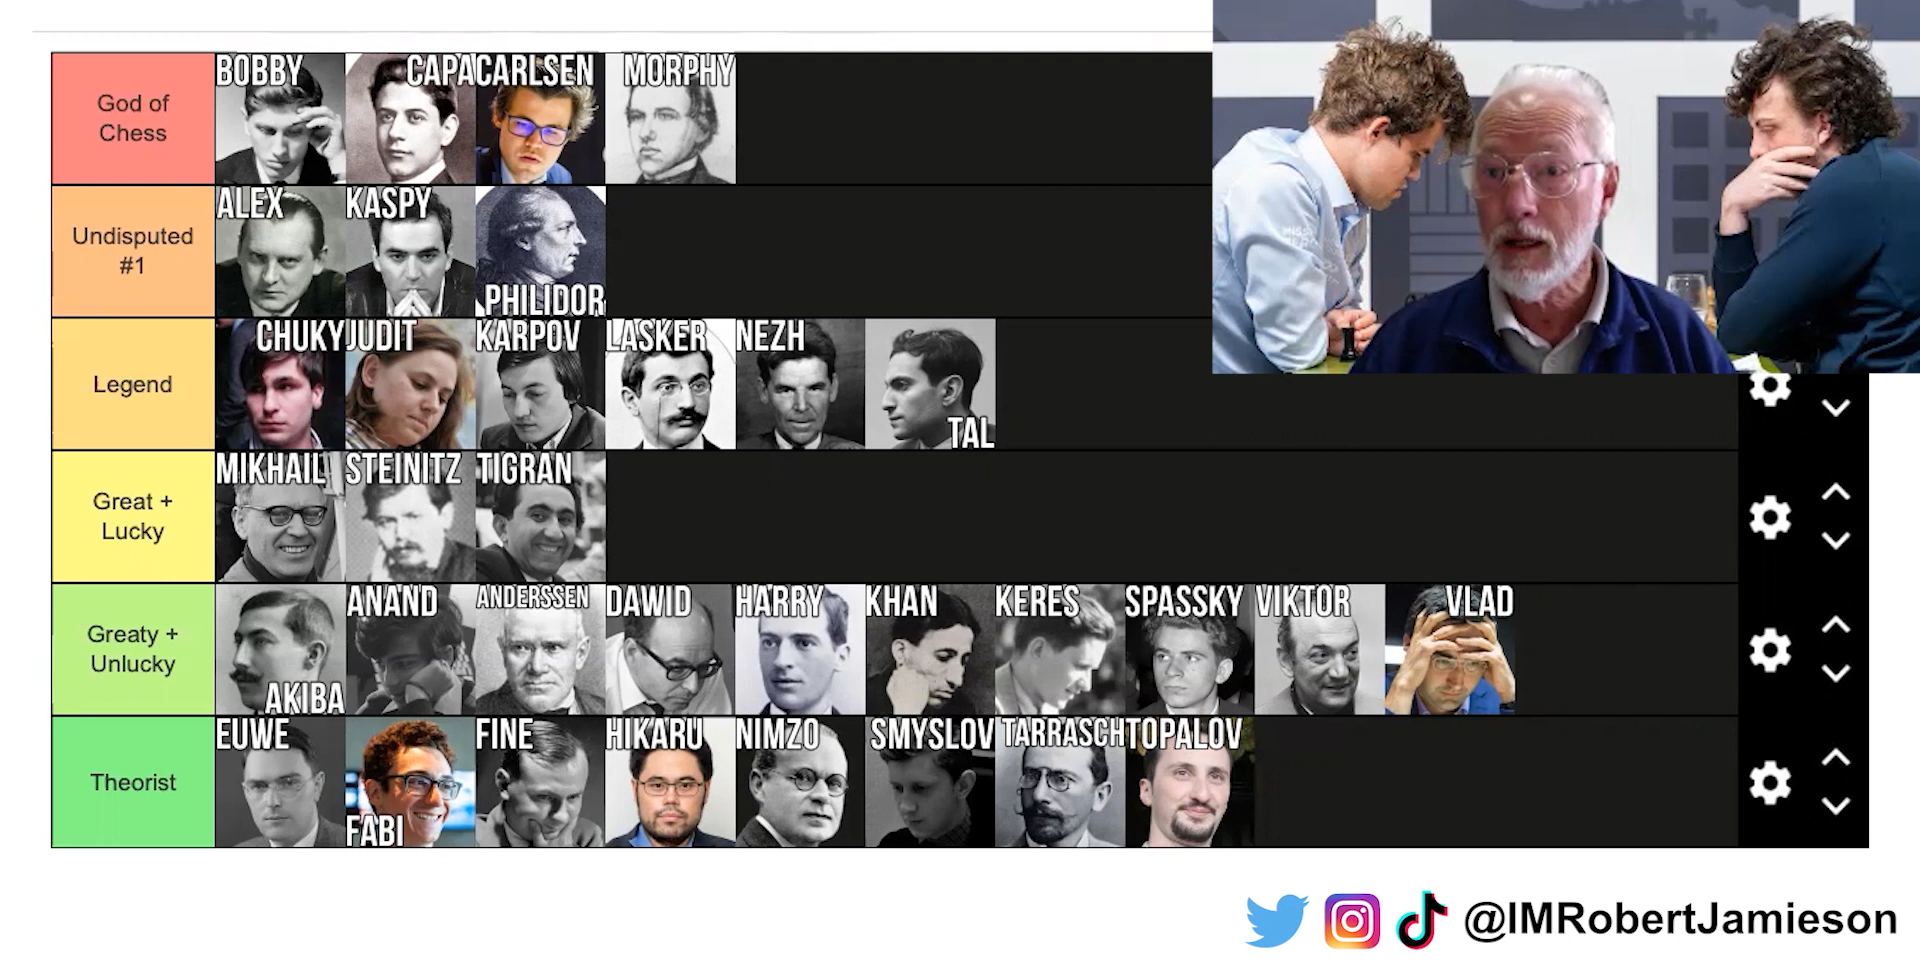 God of
Chess
BOBBY
CAPA
CARLSEN
MORPHY
Undisputed
#1
ALEX
KASPY
PHILIDOR
Legend
CHUKY
JUDIT
KARPOV
LASKER
NEZH
TAL
Great +
Lucky
MIKHAIL
STEINITZ
TIGRAN
Greaty +
Unlucky
AKIBA
ANAND
ANDERSSEN
DAWID
HARRY
KHAN
KERES
SPASSKY
VIKTOR
VLAD
Theorist
EUWE
FABI
FINE
HIKARU
NIMZO
SMYSLOV
TARRASCH
TOPALOV
@IMRobertJamieson